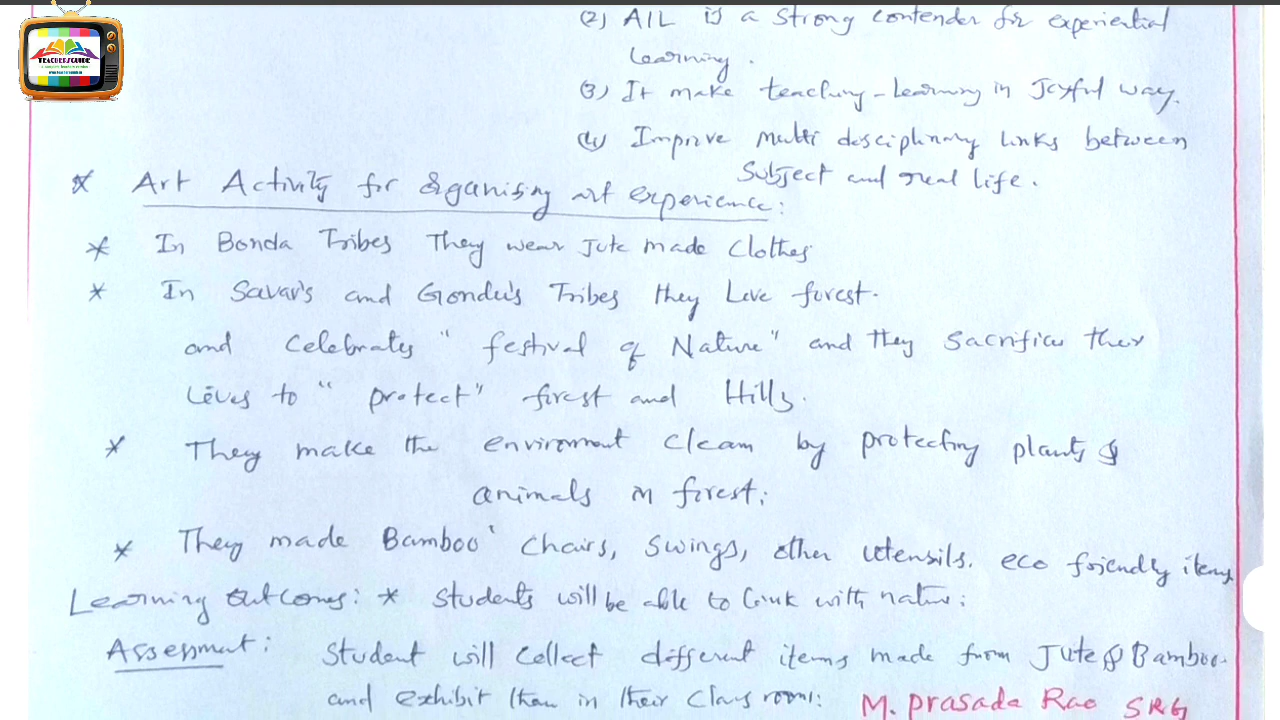 TEACHERSGUIDE
(2) AIL is a strong contender for experiential
learning.
(3) It make teaching-Learning in Joyful way.
(4) Improve multi desciplinary links between
subject and real life.
* Art Activity for organising art experience:
* In Bonda Tribes They wear Jute made clothes
* In Savar's and Gondu's Tribes they Live forest.
and celebrates "festival of Nature" and they sacrifice their
Lives to "protect" forest and Hills.
* They make the enviroment clean by protecting plants &
animals in forest;
* They made Bamboo' chairs, swings, other utensils. eco friendly items
Learning outcomes: * students will be able to link with nature;
Assessment: Student will collect different items made from Jute & Bamboo.
and exhibit them in their class room: M. prasada Rao SRG